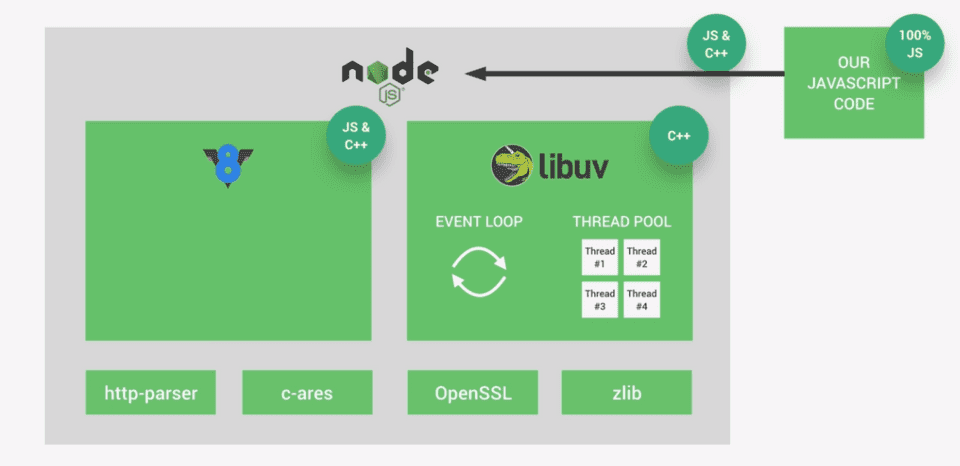 JS &
C++
100%
JS
node
JS
OUR
JAVASCRIPT
CODE
JS &
C++
C++
V8
libuv
EVENT LOOP
THREAD POOL
Thread
#1
Thread
#2
Thread
#3
Thread
#4
http-parser
c-ares
OpenSSL
zlib